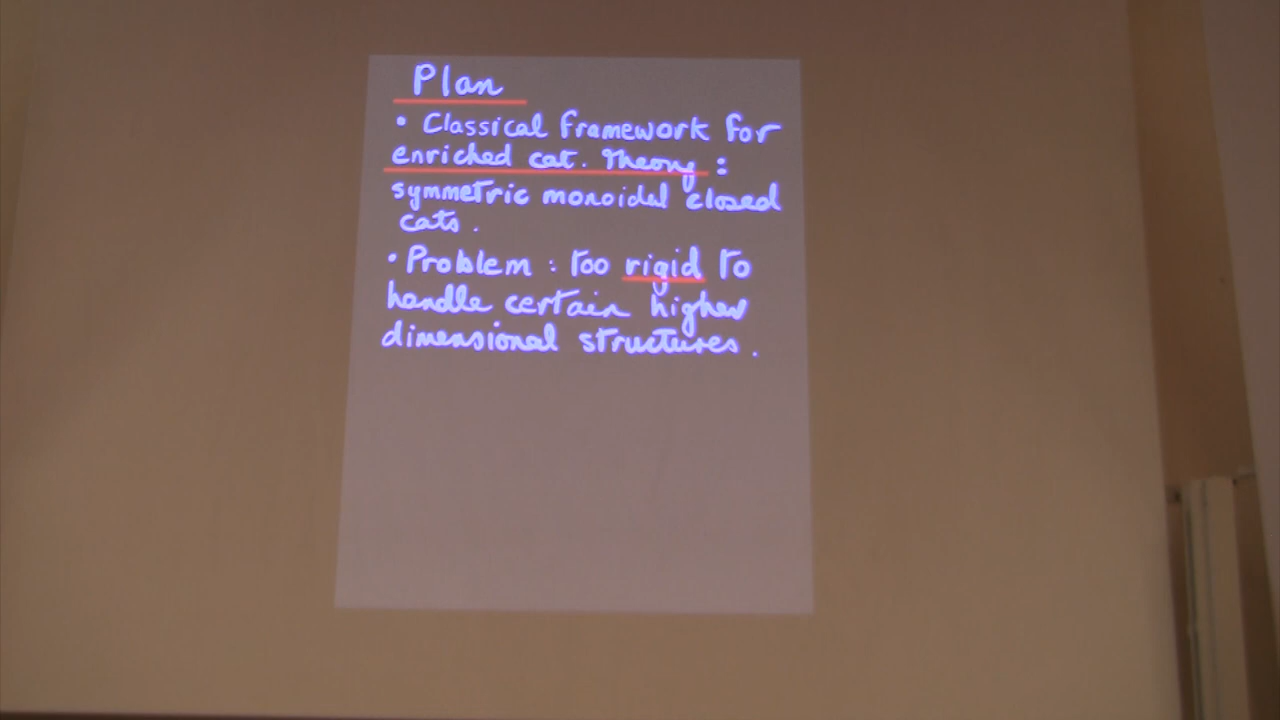 Plan
• Classical framework for
enriched cat. theory :
symmetric monoidal closed
cats.
• Problem : too rigid to
handle certain higher
dimensional structures.